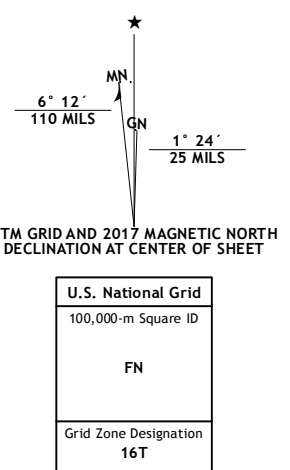 ★
MN
6° 12´
110 MILS
GN
1° 24´
25 MILS
TM GRID AND 2017 MAGNETIC NORTH
DECLINATION AT CENTER OF SHEET
U.S. National Grid
100,000-m Square ID
FN
Grid Zone Designation
16T